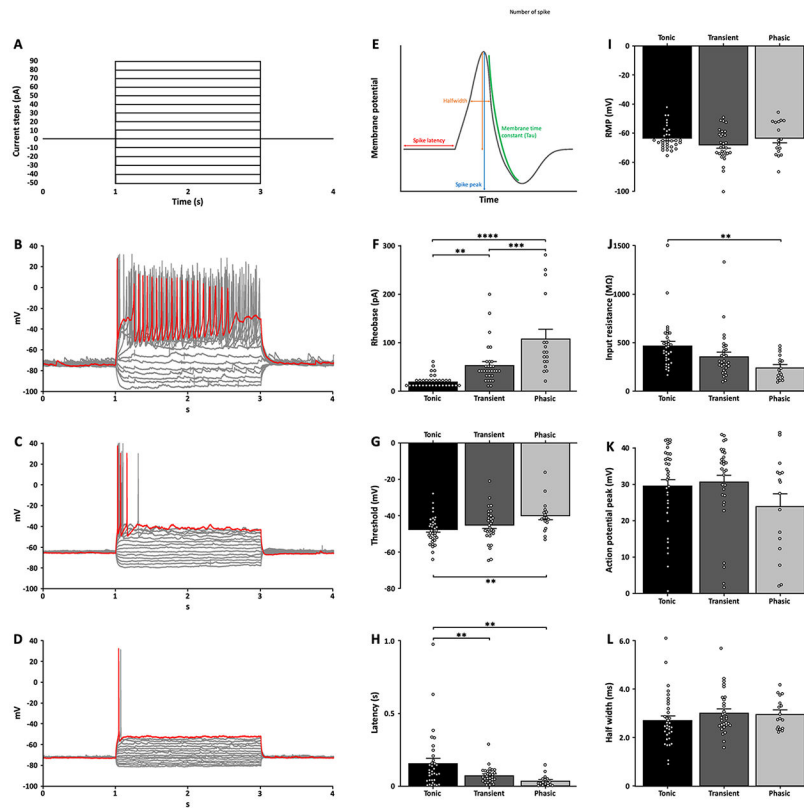 Number of spike
A
Current steps (pA)
90
80
70
60
50
40
30
20
10
0
-10
-20
-30
-40
-50
0
1
2
3
4
Time (s)
E
Membrane potential
Halfwidth
Membrane time
constant (Tau)
Spike latency
Spike peak
Time
I
Tonic
Transient
Phasic
RMP (mV)
0
-20
-40
-60
-80
-100
B
mV
40
20
0
-20
-40
-60
-80
-100
0
1
2
3
4
s
F
Rheobase (pA)
300
200
100
0
****
**
***
Tonic
Transient
Phasic
J
Input resistance (MΩ)
1500
1000
500
0
**
Tonic
Transient
Phasic
C
mV
40
20
0
-20
-40
-60
-80
-100
0
1
2
3
4
s
G
Tonic
Transient
Phasic
Threshold (mV)
0
-20
-40
-60
-80
**
K
Action potential peak (mV)
40
30
20
10
0
Tonic
Transient
Phasic
D
mV
40
20
0
-20
-40
-60
-80
-100
0
1
2
3
4
s
H
Latency (s)
1.0
0.5
0.0
**
**
Tonic
Transient
Phasic
L
Half width (ms)
6.0
4.0
2.0
0.0
Tonic
Transient
Phasic